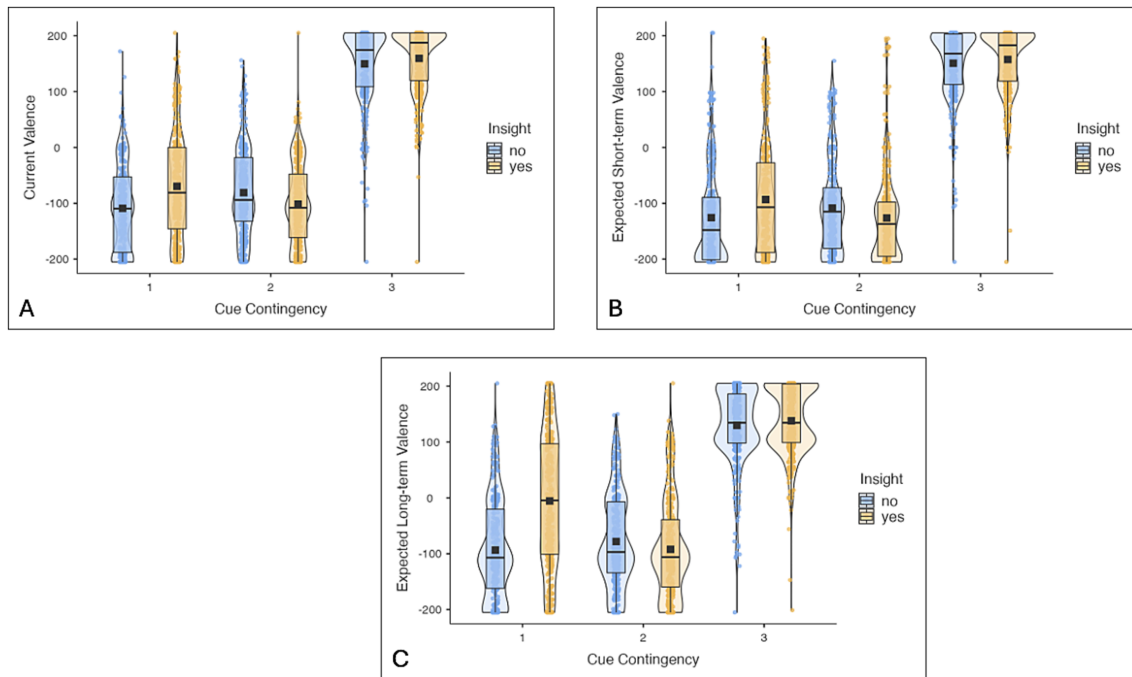 200
100
0
-100
-200
Current Valence
1
2
3
Cue Contingency
Insight
no
yes
A
200
100
0
-100
-200
Expected Short-term Valence
1
2
3
Cue Contingency
Insight
no
yes
B
200
100
0
-100
-200
Expected Long-term Valence
1
2
3
Cue Contingency
Insight
no
yes
C